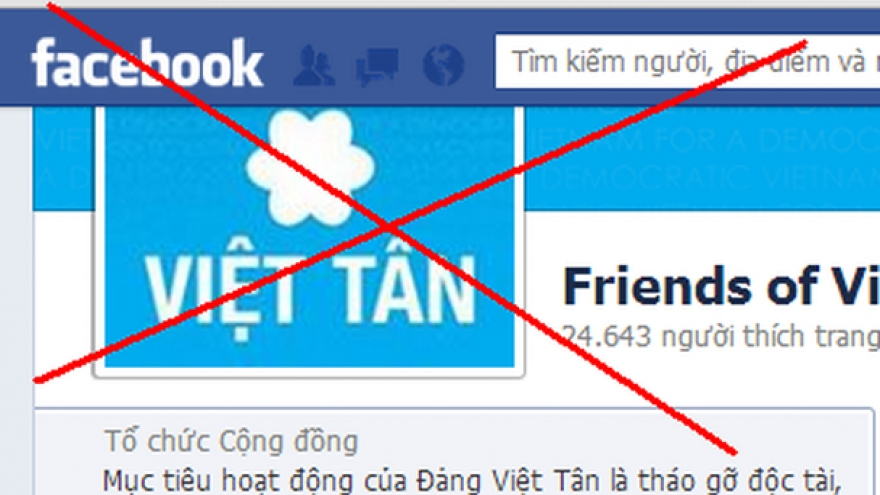 facebook
Tìm kiếm người, địa điểm và
VIETNAM FOR A DEMOC
DEMOCRATIC VIETNA
VIỆT TÂN
Friends of Vi
24.643 người thích trang
Tổ chức Cộng đồng
Mục tiêu hoạt động của Đảng Việt Tân là tháo gỡ độc tài,